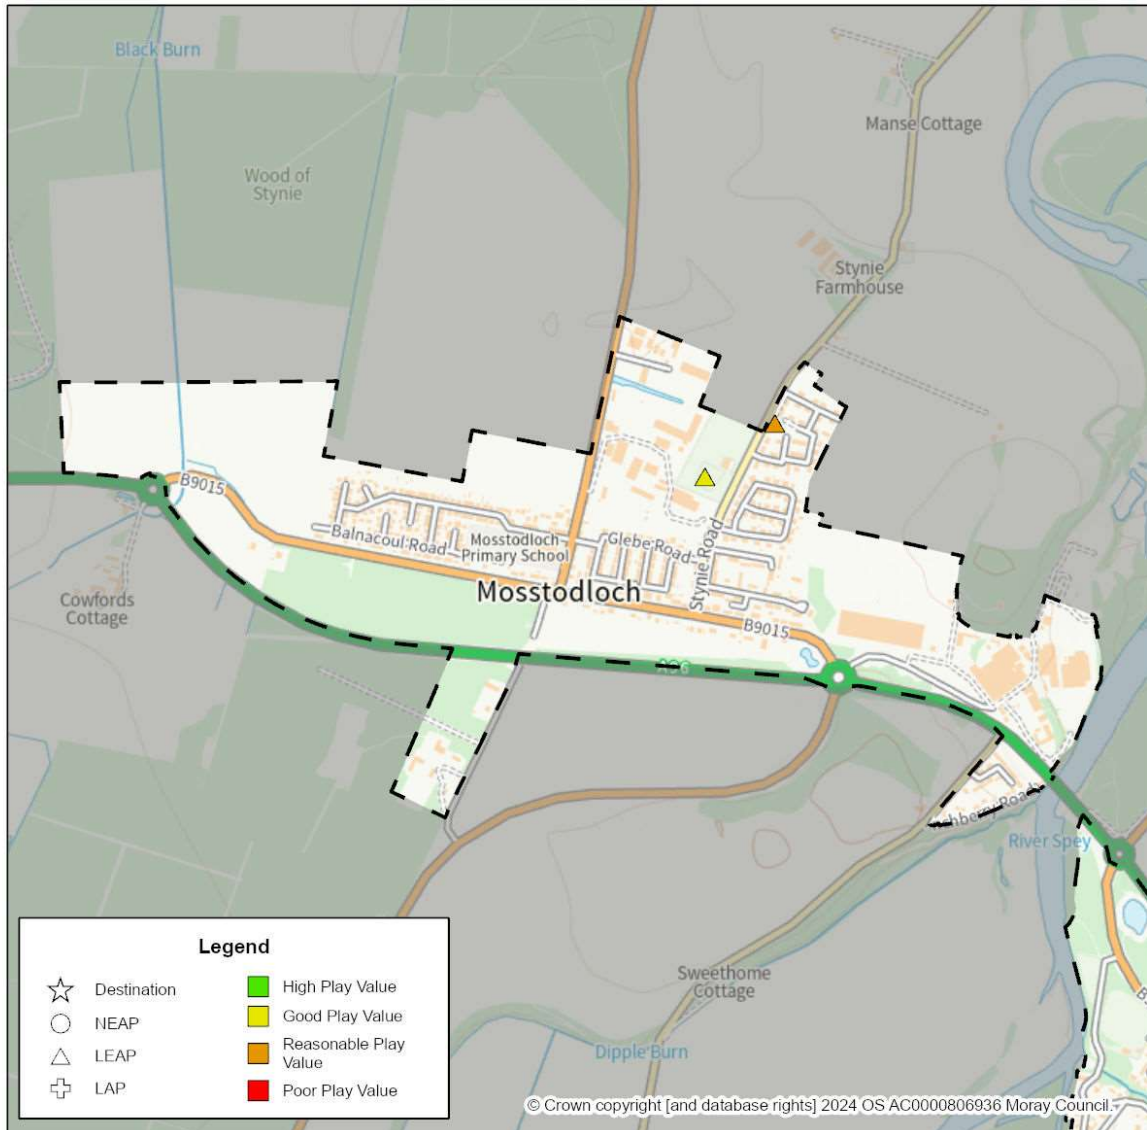 Black Burn
Manse Cottage
Wood of
Stynie
Stynie
Farmhouse
B9015
Balnacoul Road
Mosstodloch
Primary School
Glebe Road
Stynie Road
Mosstodloch
Cowfords
Cottage
B9015
A96
River Spey
Sweethome
Cottage
Dipple Burn
Legend
Destination
NEAP
LEAP
LAP
High Play Value
Good Play Value
Reasonable Play
Value
Poor Play Value
© Crown copyright [and database rights] 2024 OS AC0000806936 Moray Council.